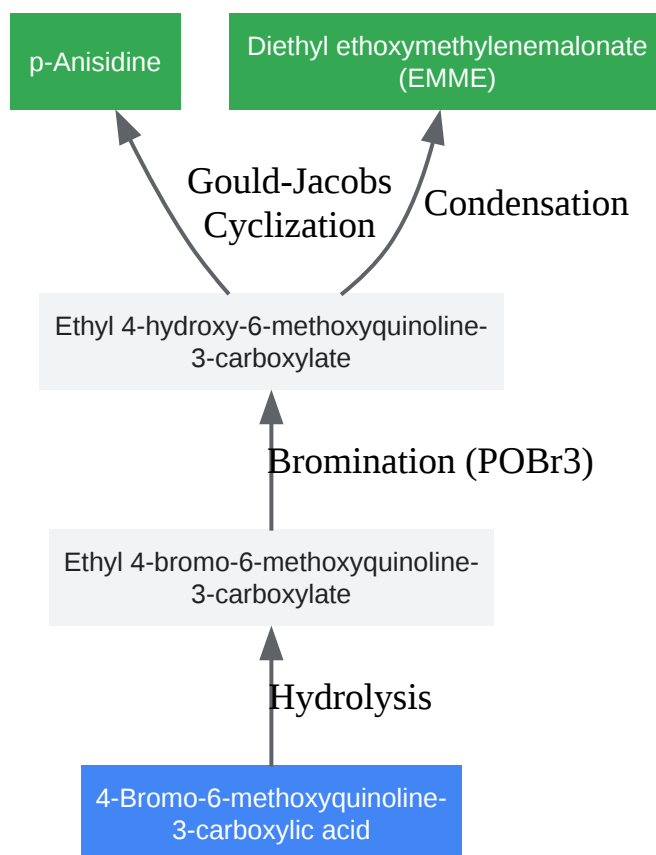 p-Anisidine
Diethyl ethoxymethylenemalonate
(EMME)
Gould-Jacobs
Cyclization
Condensation
Ethyl 4-hydroxy-6-methoxyquinoline-
3-carboxylate
Bromination (POBr3)
Ethyl 4-bromo-6-methoxyquinoline-
3-carboxylate
Hydrolysis
4-Bromo-6-methoxyquinoline-
3-carboxylic acid